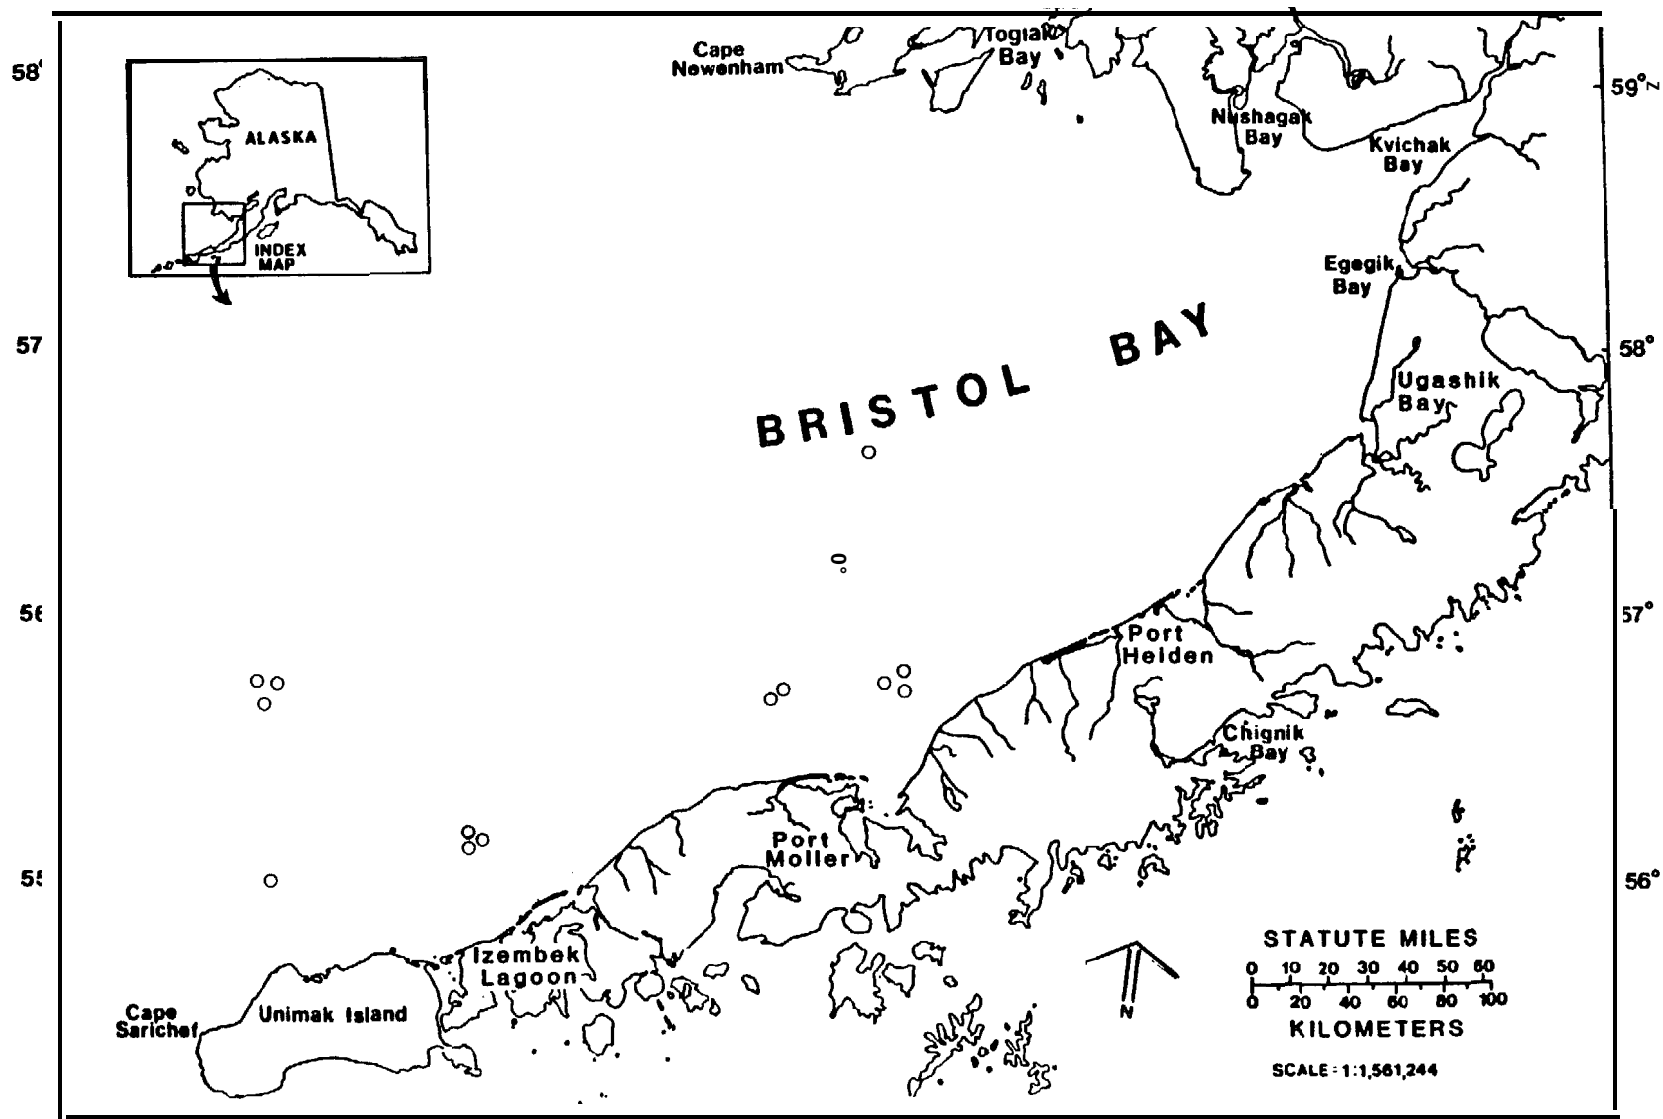 Cape
Newenham
Togiak
Bay
58°
59°
ALASKA
INDEX
MAP
Nushagak
Bay
Kvichak
Bay
Egegik
Bay
BRISTOL BAY
57
58°
Ugashik
Bay
57°
Port
Heiden
Chignik
Bay
Port
Moller
56°
Izembek
Lagoon
Unimak Island
Cape
Sarichef
N
STATUTE MILES
0 10 20 30 40 50 60
0 20 40 60 80 100
KILOMETERS
SCALE = 1:1,561,244